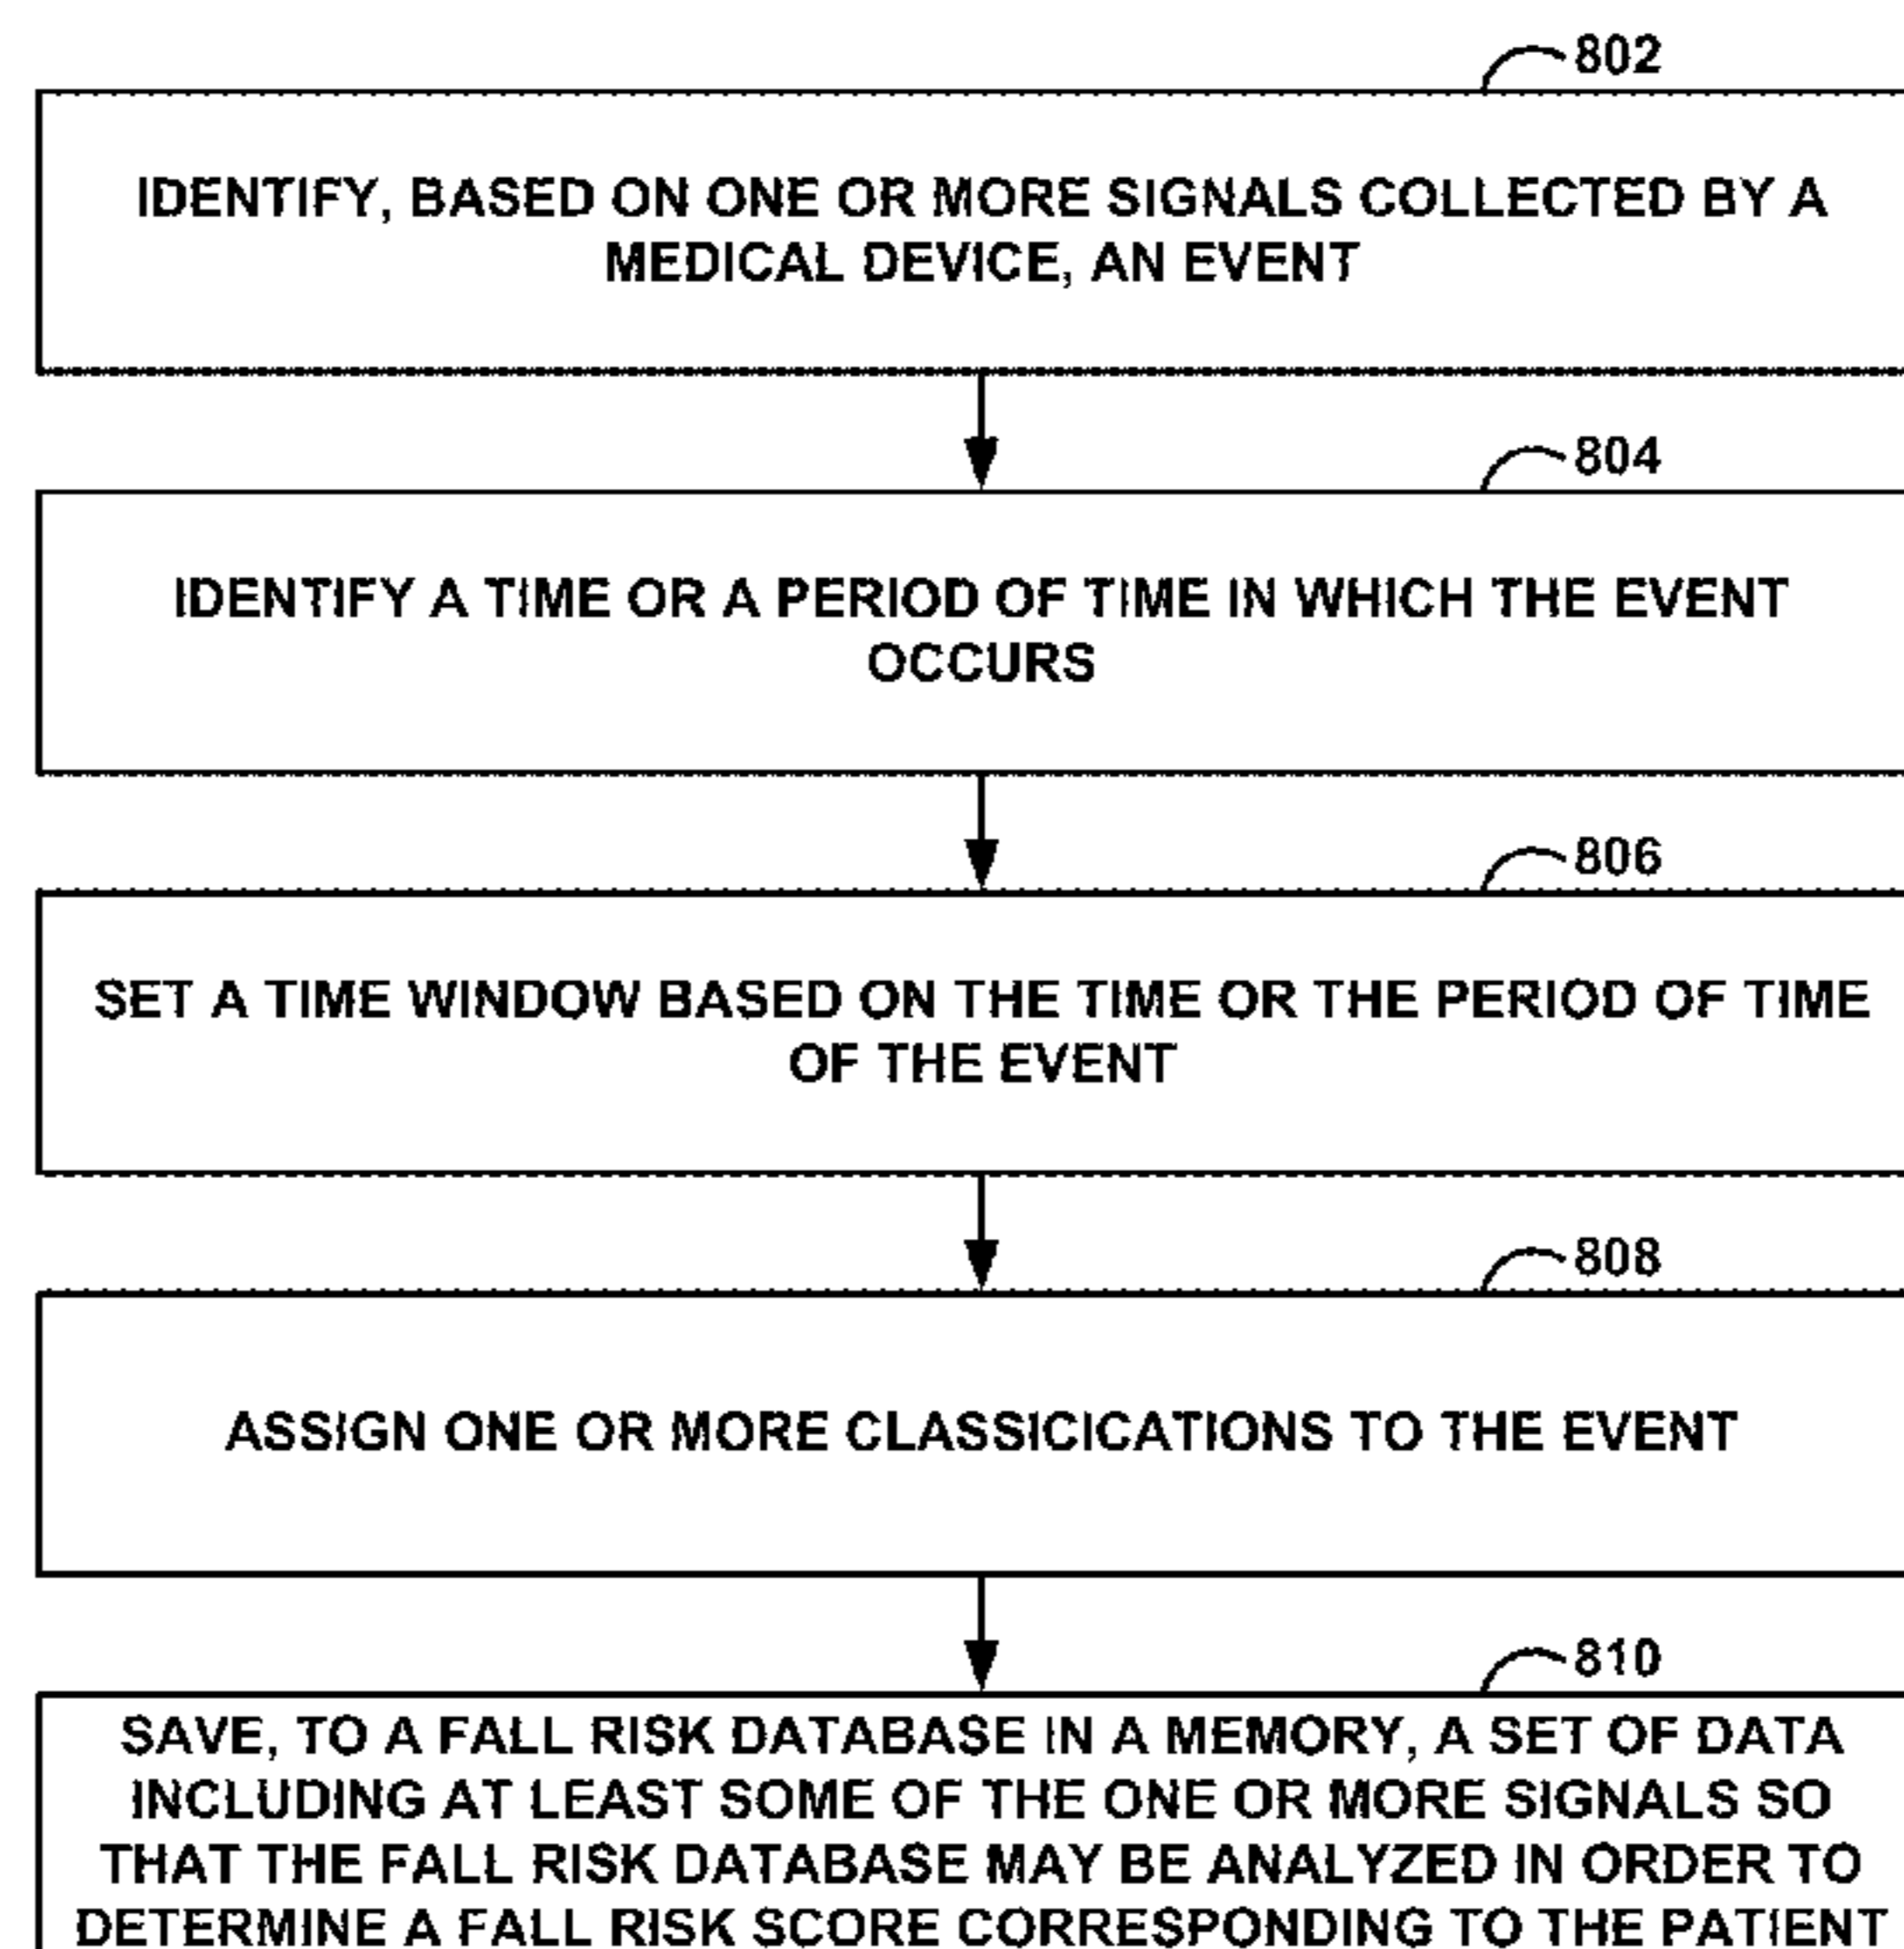 802
IDENTIFY, BASED ON ONE OR MORE SIGNALS COLLECTED BY A
MEDICAL DEVICE, AN EVENT
804
IDENTIFY A TIME OR A PERIOD OF TIME IN WHICH THE EVENT
OCCURS
806
SET A TIME WINDOW BASED ON THE TIME OR THE PERIOD OF TIME
OF THE EVENT
808
ASSIGN ONE OR MORE CLASSICICATIONS TO THE EVENT
810
SAVE, TO A FALL RISK DATABASE IN A MEMORY, A SET OF DATA
INCLUDING AT LEAST SOME OF THE ONE OR MORE SIGNALS SO
THAT THE FALL RISK DATABASE MAY BE ANALYZED IN ORDER TO
DETERMINE A FALL RISK SCORE CORRESPONDING TO THE PATIENT